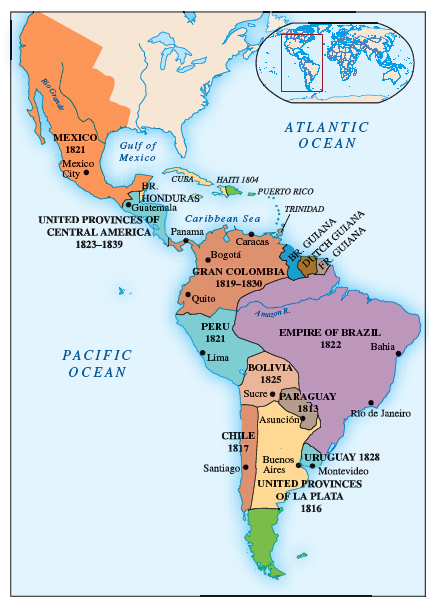 ATLANTIC
OCEAN
Rio Grande
MEXICO
1821
Mexico
City
Gulf of
Mexico
CUBA
HAITI 1804
PUERTO RICO
BR.
HONDURAS
Guatemala
UNITED PROVINCES OF
CENTRAL AMERICA
1823–1839
Caribbean Sea
TRINIDAD
Panama
Caracas
BR. GUIANA
DUTCH GUIANA
FR. GUIANA
Bogotá
GRAN COLOMBIA
1819–1830
Quito
Amazon R.
PERU
1821
EMPIRE OF BRAZIL
1822
Bahia
Lima
PACIFIC
OCEAN
BOLIVIA
1825
Sucre
PARAGUAY
1813
Rio de Janeiro
Asunción
CHILE
1817
Santiago
Buenos
Aires
URUGUAY 1828
Montevideo
UNITED PROVINCES
OF LA PLATA
1816